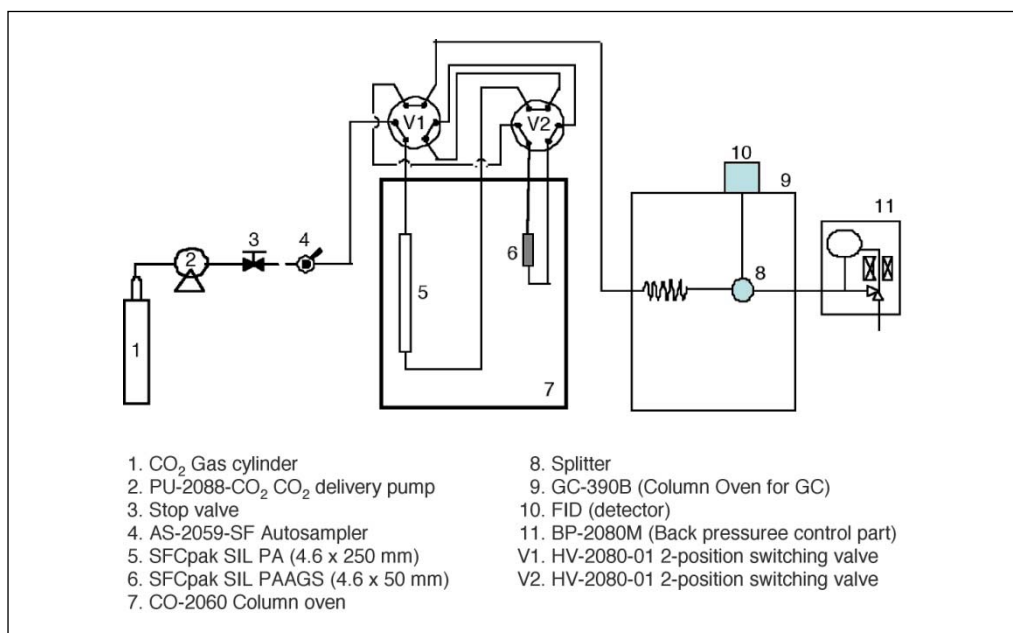 V1
V2
10
9
11
3
4
2
8
6
5
1
7
1. CO₂ Gas cylinder
2. PU-2088-CO₂ CO₂ delivery pump
3. Stop valve
4. AS-2059-SF Autosampler
5. SFCpak SIL PA (4.6 x 250 mm)
6. SFCpak SIL PAAGS (4.6 x 50 mm)
7. CO-2060 Column oven
8. Splitter
9. GC-390B (Column Oven for GC)
10. FID (detector)
11. BP-2080M (Back pressuree control part)
V1. HV-2080-01 2-position switching valve
V2. HV-2080-01 2-position switching valve